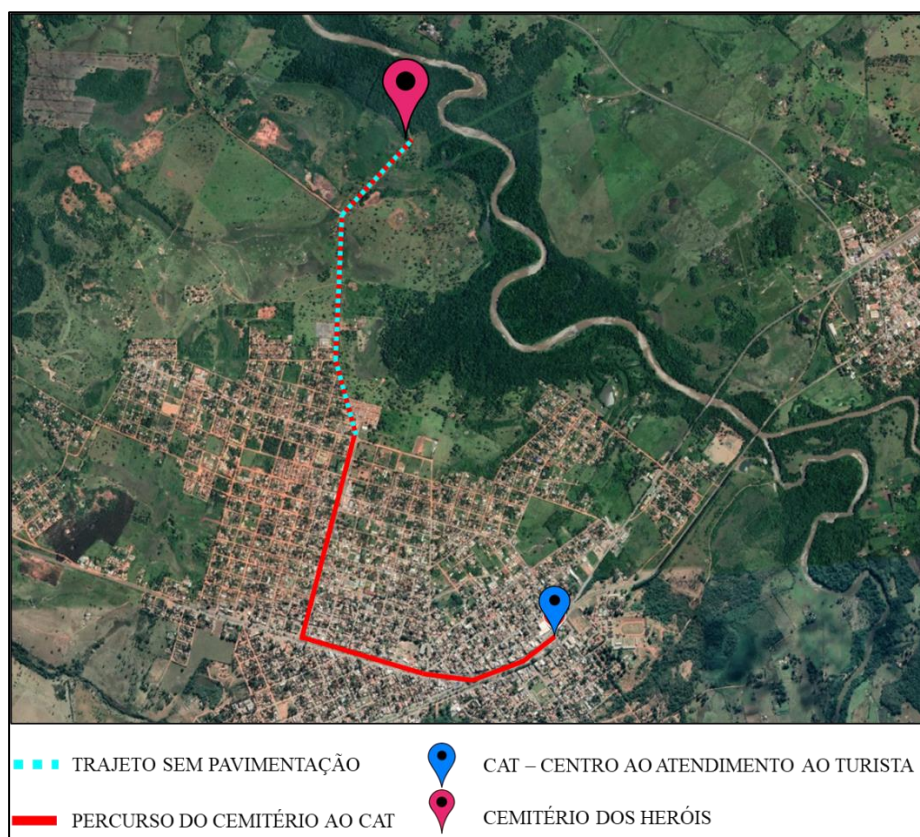 TRAJETO SEM PAVIMENTAÇÃO
CAT – CENTRO AO ATENDIMENTO AO TURISTA
PERCURSO DO CEMITÉRIO AO CAT
CEMITÉRIO DOS HERÓIS